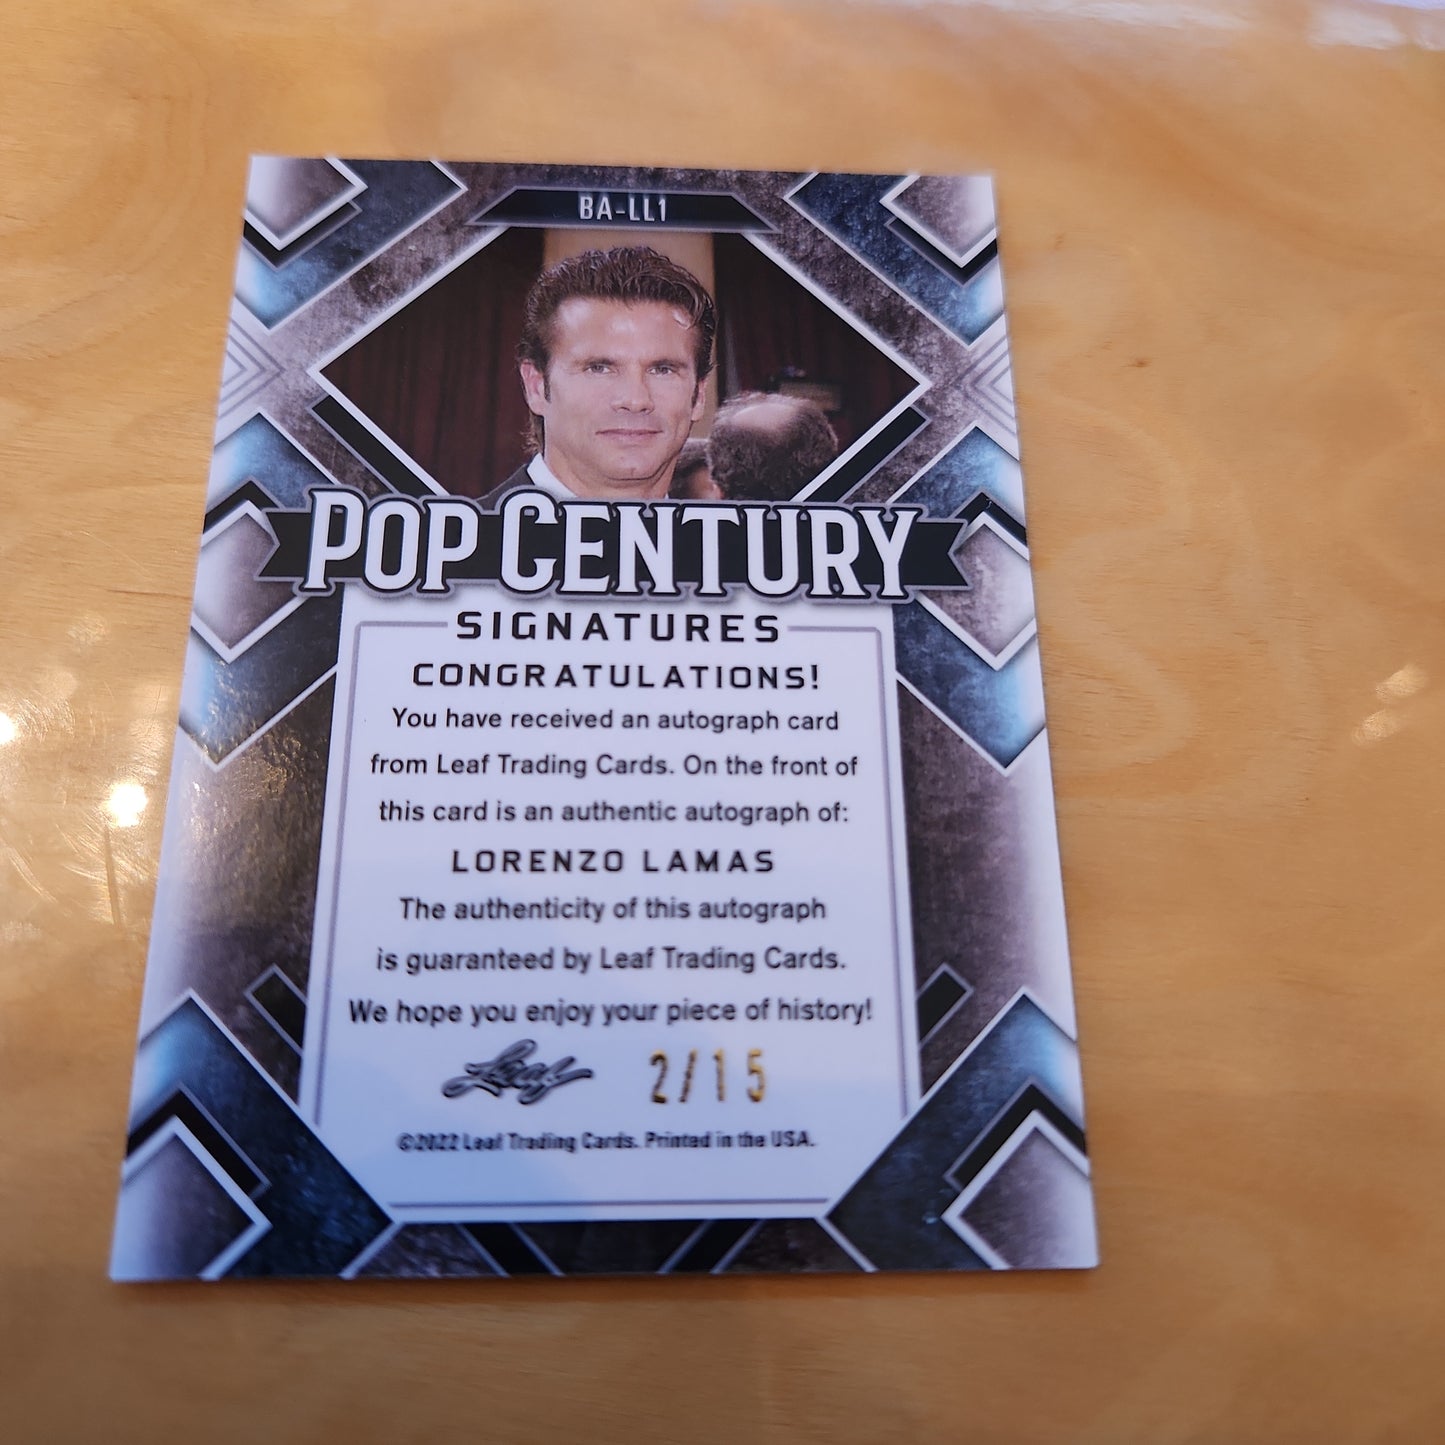 BA-LL1
POP CENTURY
SIGNATURES
CONGRATULATIONS!
You have received an autograph card
from Leaf Trading Cards. On the front of
this card is an authentic autograph of:
LORENZO LAMAS
The authenticity of this autograph
is guaranteed by Leaf Trading Cards.
We hope you enjoy your piece of history!
Leaf 2/15
©2022 Leaf Trading Cards. Printed in the USA.